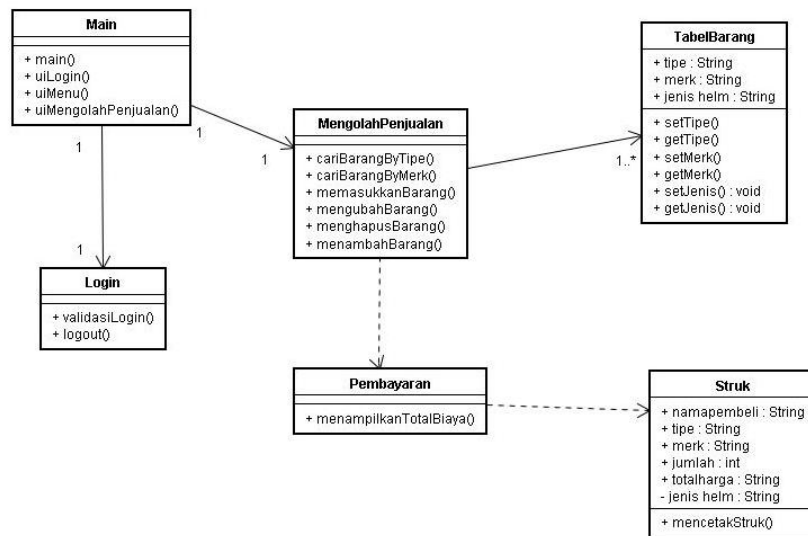 Main
+ main()
+ uiLogin()
+ uiMenu()
+ uiMengolahPenjualan()
1
1
1
1
Login
+ validasiLogin()
+ logout()
MengolahPenjualan
+ cariBarangByTipe()
+ cariBarangByMerk()
+ memasukkanBarang()
+ mengubahBarang()
+ menghapusBarang()
+ menambahBarang()
1..*
TabelBarang
+ tipe : String
+ merk : String
+ jenis helm : String
+ setTipe()
+ getTipe()
+ setMerk()
+ getMerk()
+ setJenis() : void
+ getJenis() : void
Pembayaran
+ menampilkanTotalBiaya()
Struk
+ namapembeli : String
+ tipe : String
+ merk : String
+ jumlah : int
+ totalharga : String
- jenis helm : String
+ mencetakStruk()